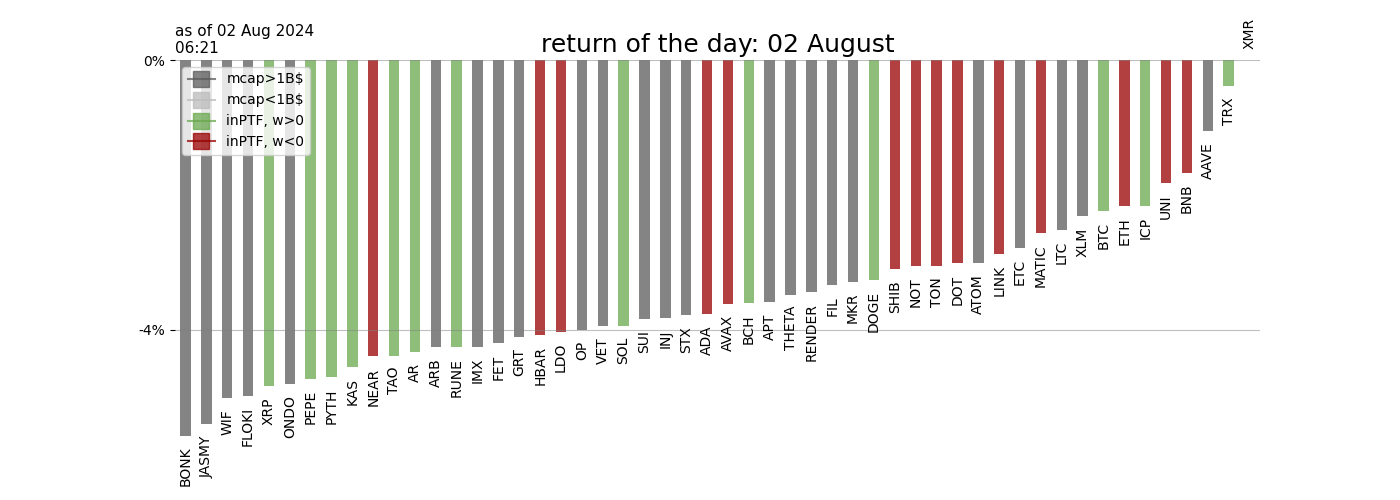 as of 02 Aug 2024
06:21
return of the day: 02 August
XMR
0%
mcap>1B$
mcap<1B$
inPTF, w>0
inPTF, w<0
-4%
BONK
JASMY
WIF
FLOKI
XRP
ONDO
PEPE
PYTH
KAS
NEAR
TAO
AR
ARB
RUNE
IMX
FET
GRT
HBAR
LDO
OP
VET
SOL
SUI
INJ
STX
ADA
AVAX
BCH
APT
THETA
RENDER
FIL
MKR
DOGE
SHIB
NOT
TON
DOT
ATOM
LINK
ETC
MATIC
LTC
XLM
BTC
ETH
ICP
UNI
BNB
AAVE
TRX